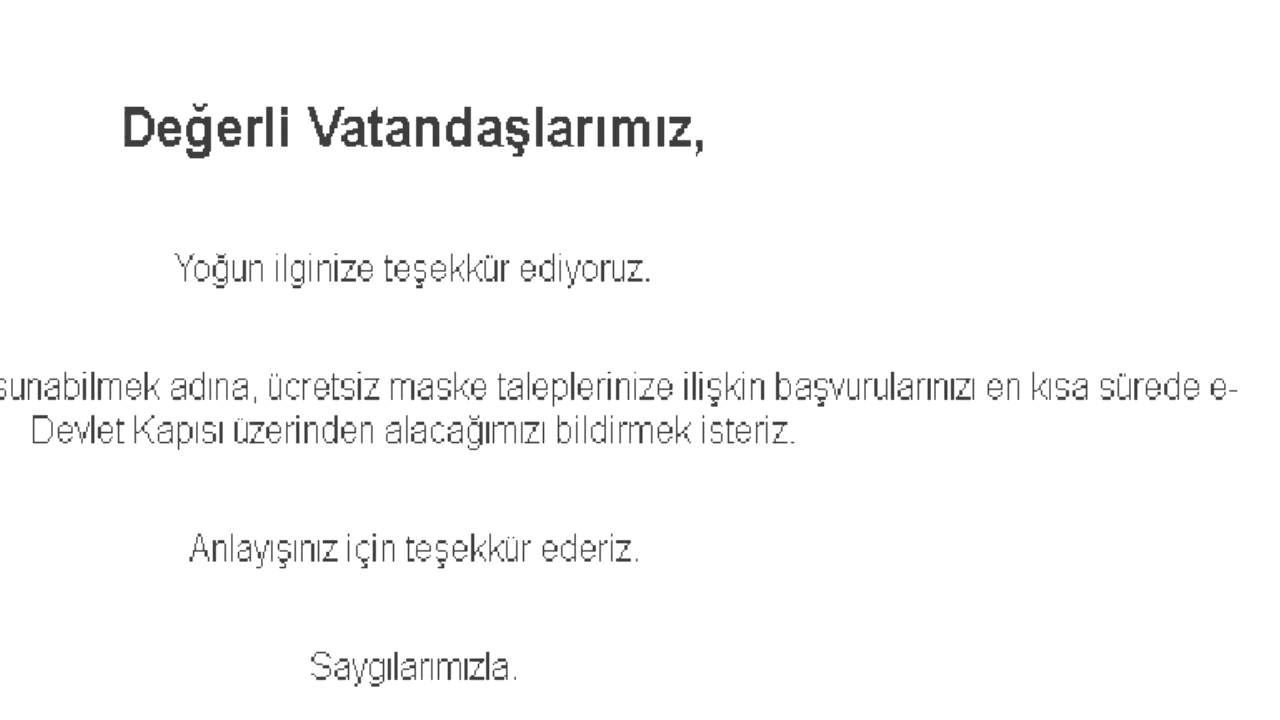 Değerli Vatandaşlarımız,
Yoğun ilginize teşekkür ediyoruz.
sunabilmek adına, ücretsiz maske taleplerinize ilişkin başvurularınızı en kısa sürede e-
Devlet Kapısı üzerinden alacağımızı bildirmek isteriz.
Anlayışınız için teşekkür ederiz.
Saygılarımızla.